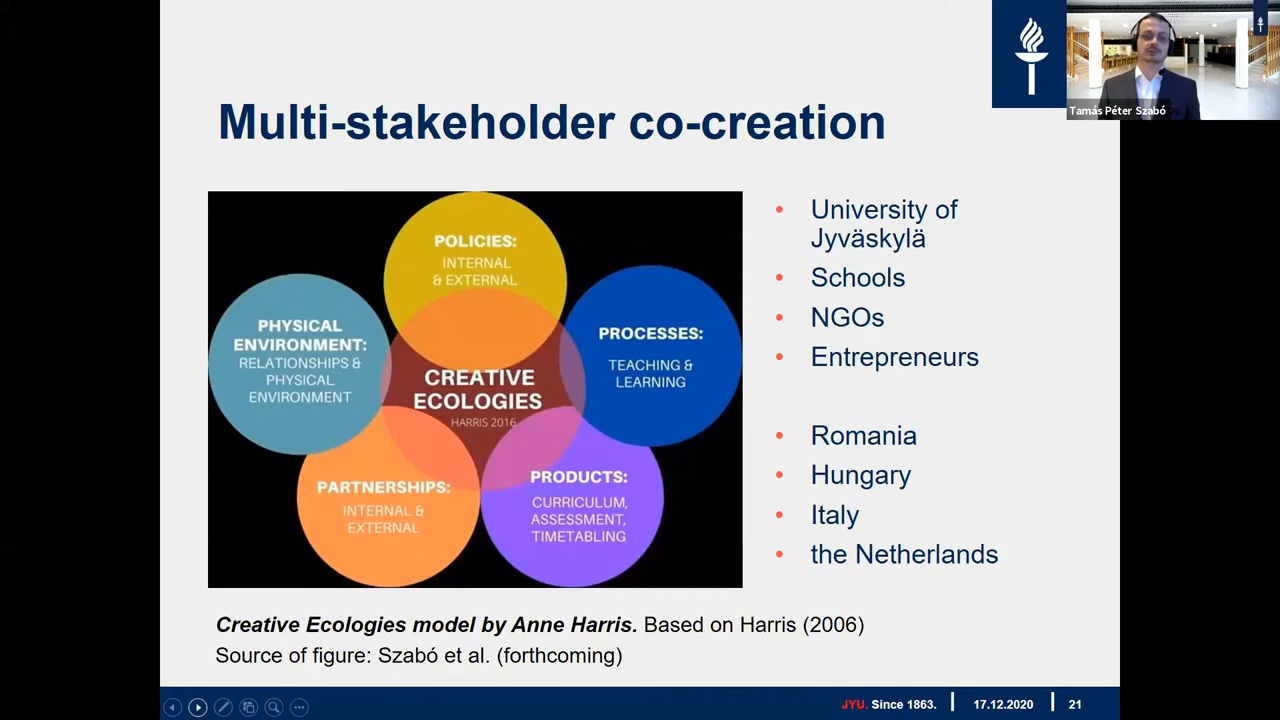 Tamás Péter Szabó
Multi-stakeholder co-creation
POLICIES:
INTERNAL
& EXTERNAL
PHYSICAL
ENVIRONMENT:
RELATIONSHIPS &
PHYSICAL
ENVIRONMENT
PROCESSES:
TEACHING &
LEARNING
CREATIVE
ECOLOGIES
HARRIS 2016
PARTNERSHIPS:
INTERNAL &
EXTERNAL
PRODUCTS:
CURRICULUM,
ASSESSMENT,
TIMETABLING
• University of
Jyväskylä
• Schools
• NGOs
• Entrepreneurs
• Romania
• Hungary
• Italy
• the Netherlands
Creative Ecologies model by Anne Harris. Based on Harris (2006)
Source of figure: Szabó et al. (forthcoming)
JYU. Since 1863. 17.12.2020 21